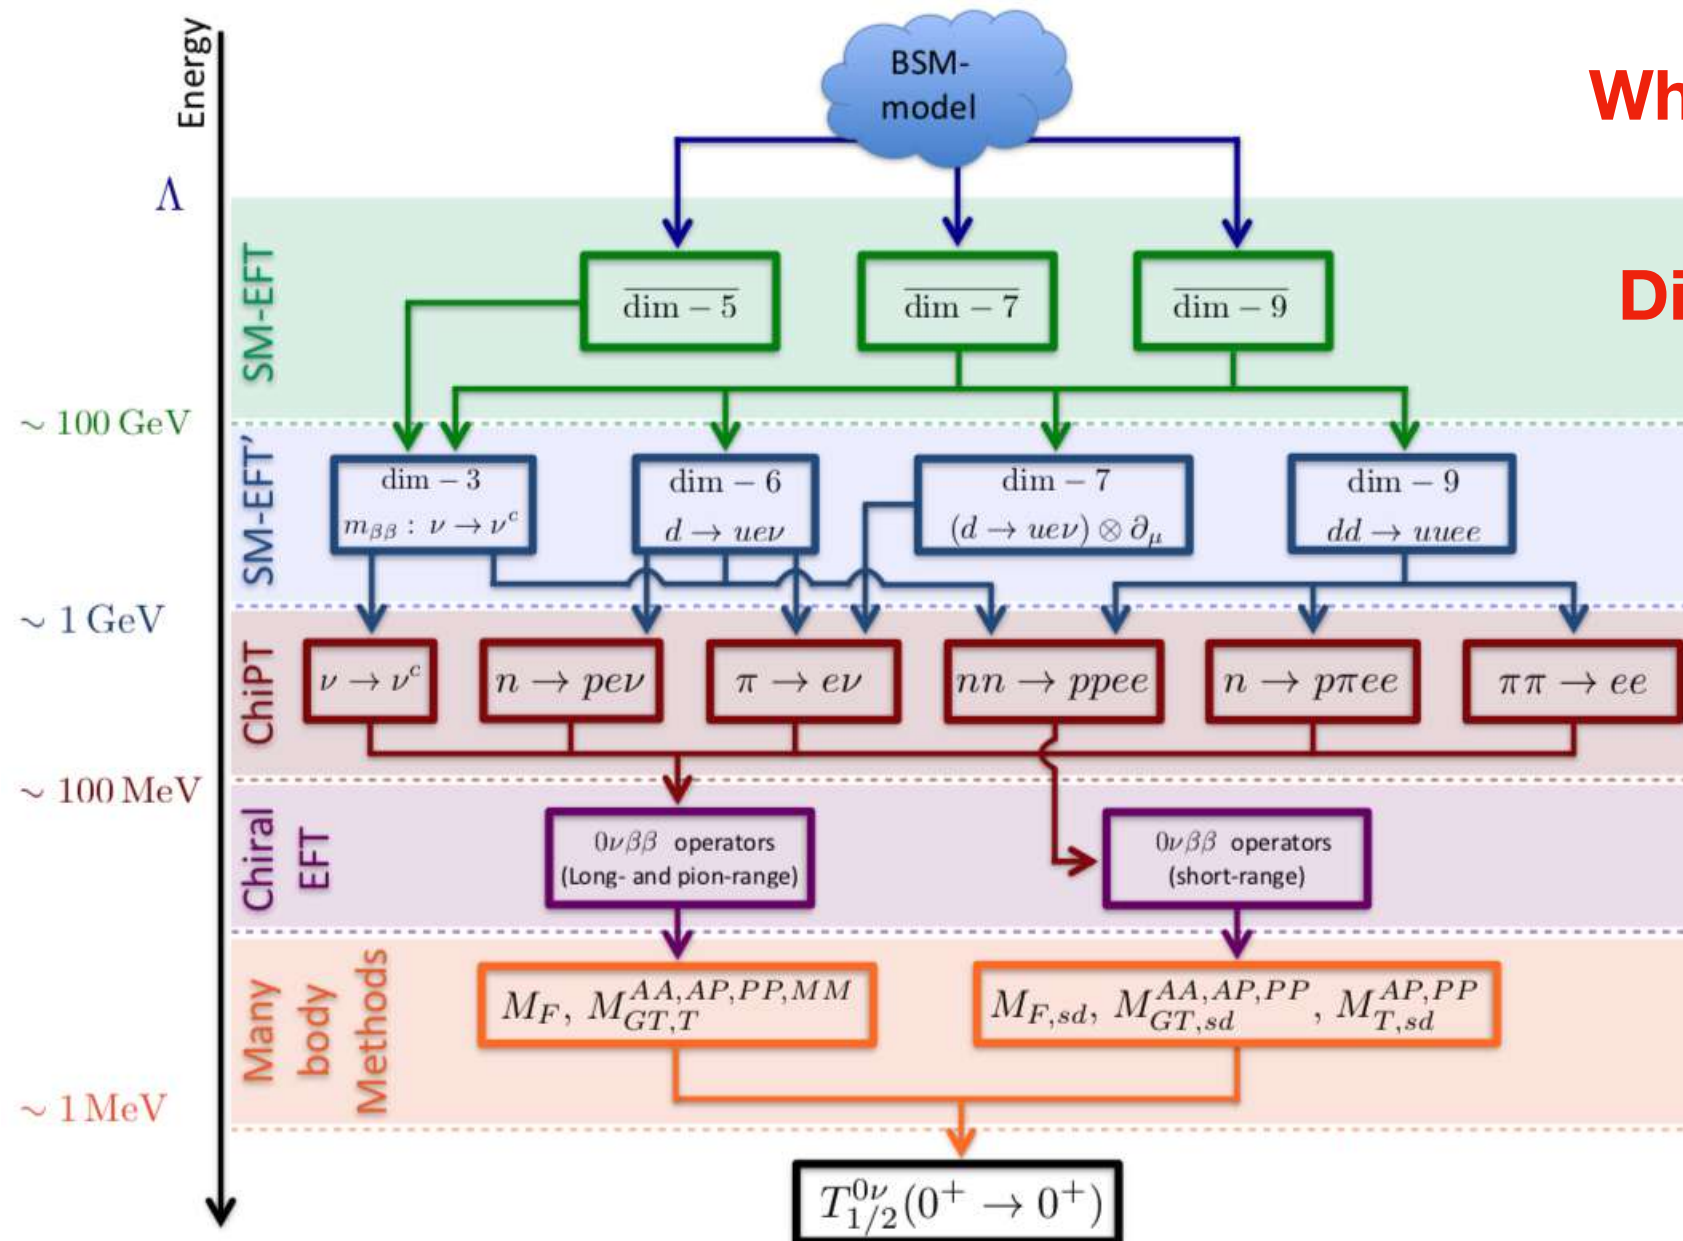 Energy
BSM-
model
Wh
Λ
Di
SM-EFT
dim − 5
dim − 7
dim − 9
∼ 100 GeV
SM-EFT'
dim − 3
m_{ββ} : ν → ν^c
dim − 6
d → ueν
dim − 7
(d → ueν) ⊗ ∂_μ
dim − 9
dd → uuee
∼ 1 GeV
ChiPT
ν → ν^c
n → peν
π → eν
nn → ppee
n → pπee
ππ → ee
∼ 100 MeV
Chiral
EFT
0νββ operators
(Long- and pion-range)
0νββ operators
(short-range)
Many
body
Methods
M_F, M_{GT,T}^{AA,AP,PP,MM}
M_{F,sd}, M_{GT,sd}^{AA,AP,PP}, M_{T,sd}^{AP,PP}
∼ 1 MeV
T_{1/2}^{0ν}(0^+ → 0^+)